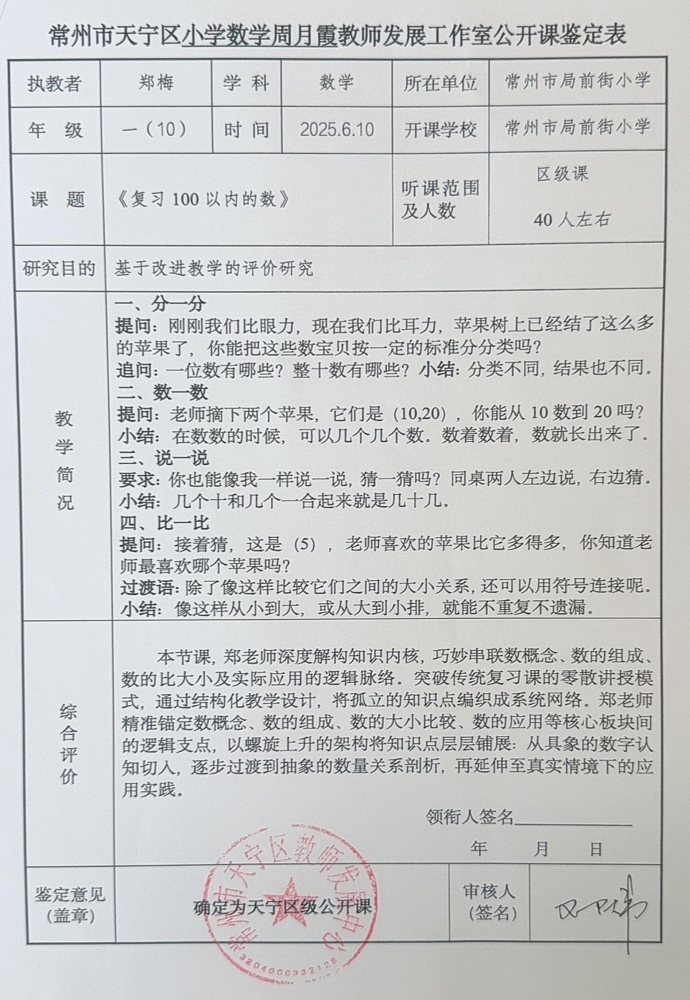 常州市天宁区小学数学周月霞教师发展工作室公开课鉴定表
执教者 郑梅 学 科 数学 所在单位 常州市局前街小学
年 级 一（10） 时 间 2025.6.10 开课学校 常州市局前街小学
课 题 《复习 100 以内的数》 听课范围及人数 区级课
40 人左右
研究目的 基于改进教学的评价研究
教学简况
一、分一分
提问：刚刚我们比眼力，现在我们比耳力，苹果树上已经结了这么多
的苹果了，你能把这些数宝贝按一定的标准分分类吗？
追问：一位数有哪些？整十数有哪些？小结：分类不同，结果也不同。
二、数一数
提问：老师摘下两个苹果，它们是（10,20），你能从 10 数到 20 吗？
小结：在数数的时候，可以几个几个数。数着数着，数就长出来了。
三、说一说
要求：你也能像我一样说一说，猜一猜吗？同桌两人左边说，右边猜。
小结：几个十和几个一合起来就是几十几。
四、比一比
提问：接着猜，这是（5），老师喜欢的苹果比它多得多，你知道老
师最喜欢哪个苹果吗？
过渡语：除了像这样比较它们之间的大小关系，还可以用符号连接呢。
小结：像这样从小到大，或从大到小排，就能不重复不遗漏。
综合评价
本节课，郑老师深度解构知识内核，巧妙串联数概念、数的组成、
数的比大小及实际应用的逻辑脉络。突破传统复习课的零散讲授模
式，通过结构化教学设计，将孤立的知识点编织成系统网络。郑老师
精准锚定数概念、数的组成、数的大小比较、数的应用等核心板块间
的逻辑支点，以螺旋上升的架构将知识点层层铺展：从具象的数字认
知切入，逐步过渡到抽象的数量关系剖析，再延伸至真实情境下的应
用实践。
领衔人签名
年 月 日
鉴定意见（盖章） 确定为天宁区级公开课 审核人（签名）
常州市天宁区教师发展中心
3204000332128